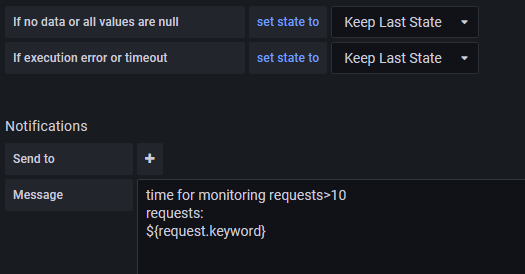 If no data or all values are null set state to Keep Last State
If execution error or timeout set state to Keep Last State
Notifications
Send to +
Message
time for monitoring requests>10
requests:
${request.keyword}